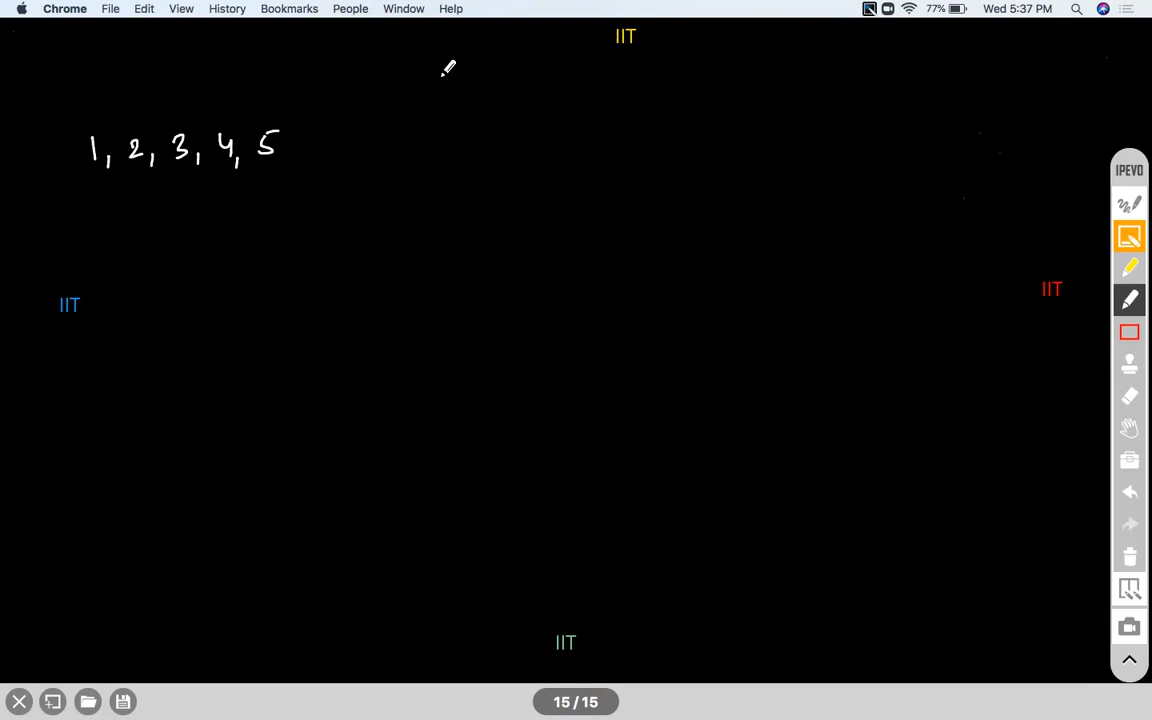 Chrome File Edit View History Bookmarks People Window Help 77% Wed 5:37 PM
IIT
1, 2, 3, 4, 5
IPEVO
IIT
IIT
IIT
15 / 15